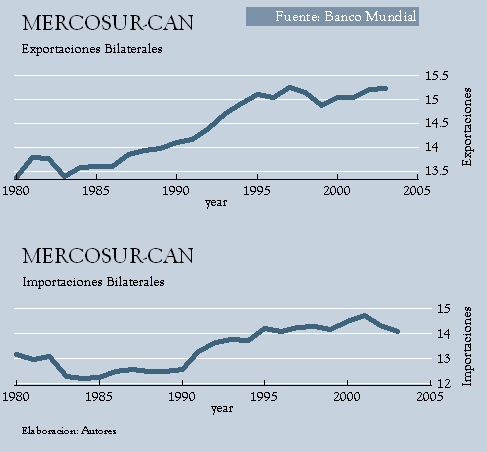 MERCOSUR-CAN
Fuente: Banco Mundial
Exportaciones Bilaterales
15.5
15
14.5
14
13.5
Exportaciones
1980 1985 1990 1995 2000 2005
year
MERCOSUR-CAN
Importaciones Bilaterales
15
14
13
12
Importaciones
1980 1985 1990 1995 2000 2005
year
Elaboracion: Autores